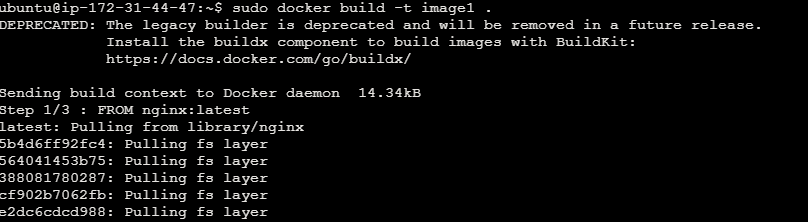 ubuntu@ip-172-31-44-47:~$ sudo docker build -t image1 .
DEPRECATED: The legacy builder is deprecated and will be removed in a future release.
            Install the buildx component to build images with BuildKit:
            https://docs.docker.com/go/buildx/

Sending build context to Docker daemon  14.34kB
Step 1/3 : FROM nginx:latest
latest: Pulling from library/nginx
5b4d6ff92fc4: Pulling fs layer
564041453b75: Pulling fs layer
388081780287: Pulling fs layer
cf902b7062fb: Pulling fs layer
e2dc6cdcd988: Pulling fs layer